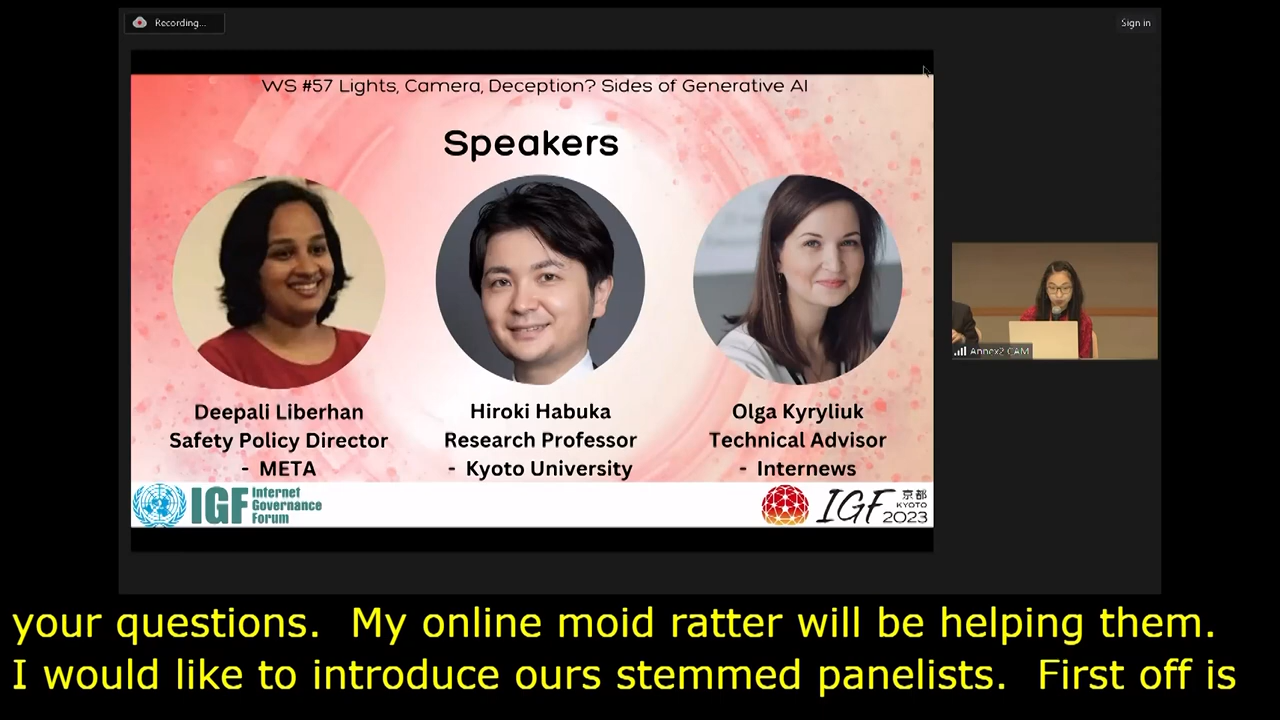 Recording...
Sign in
WS #57 Lights, Camera, Deception? Sides of Generative AI
Speakers
Deepali Liberhan
Safety Policy Director
- META
Hiroki Habuka
Research Professor
- Kyoto University
Olga Kyryliuk
Technical Advisor
- Internews
Annex2 CAM
IGF Internet
Governance
Forum
IGF 京都
KYOTO
2023
your questions.  My online moid ratter will be helping them.
I would like to introduce ours stemmed panelists.  First off is